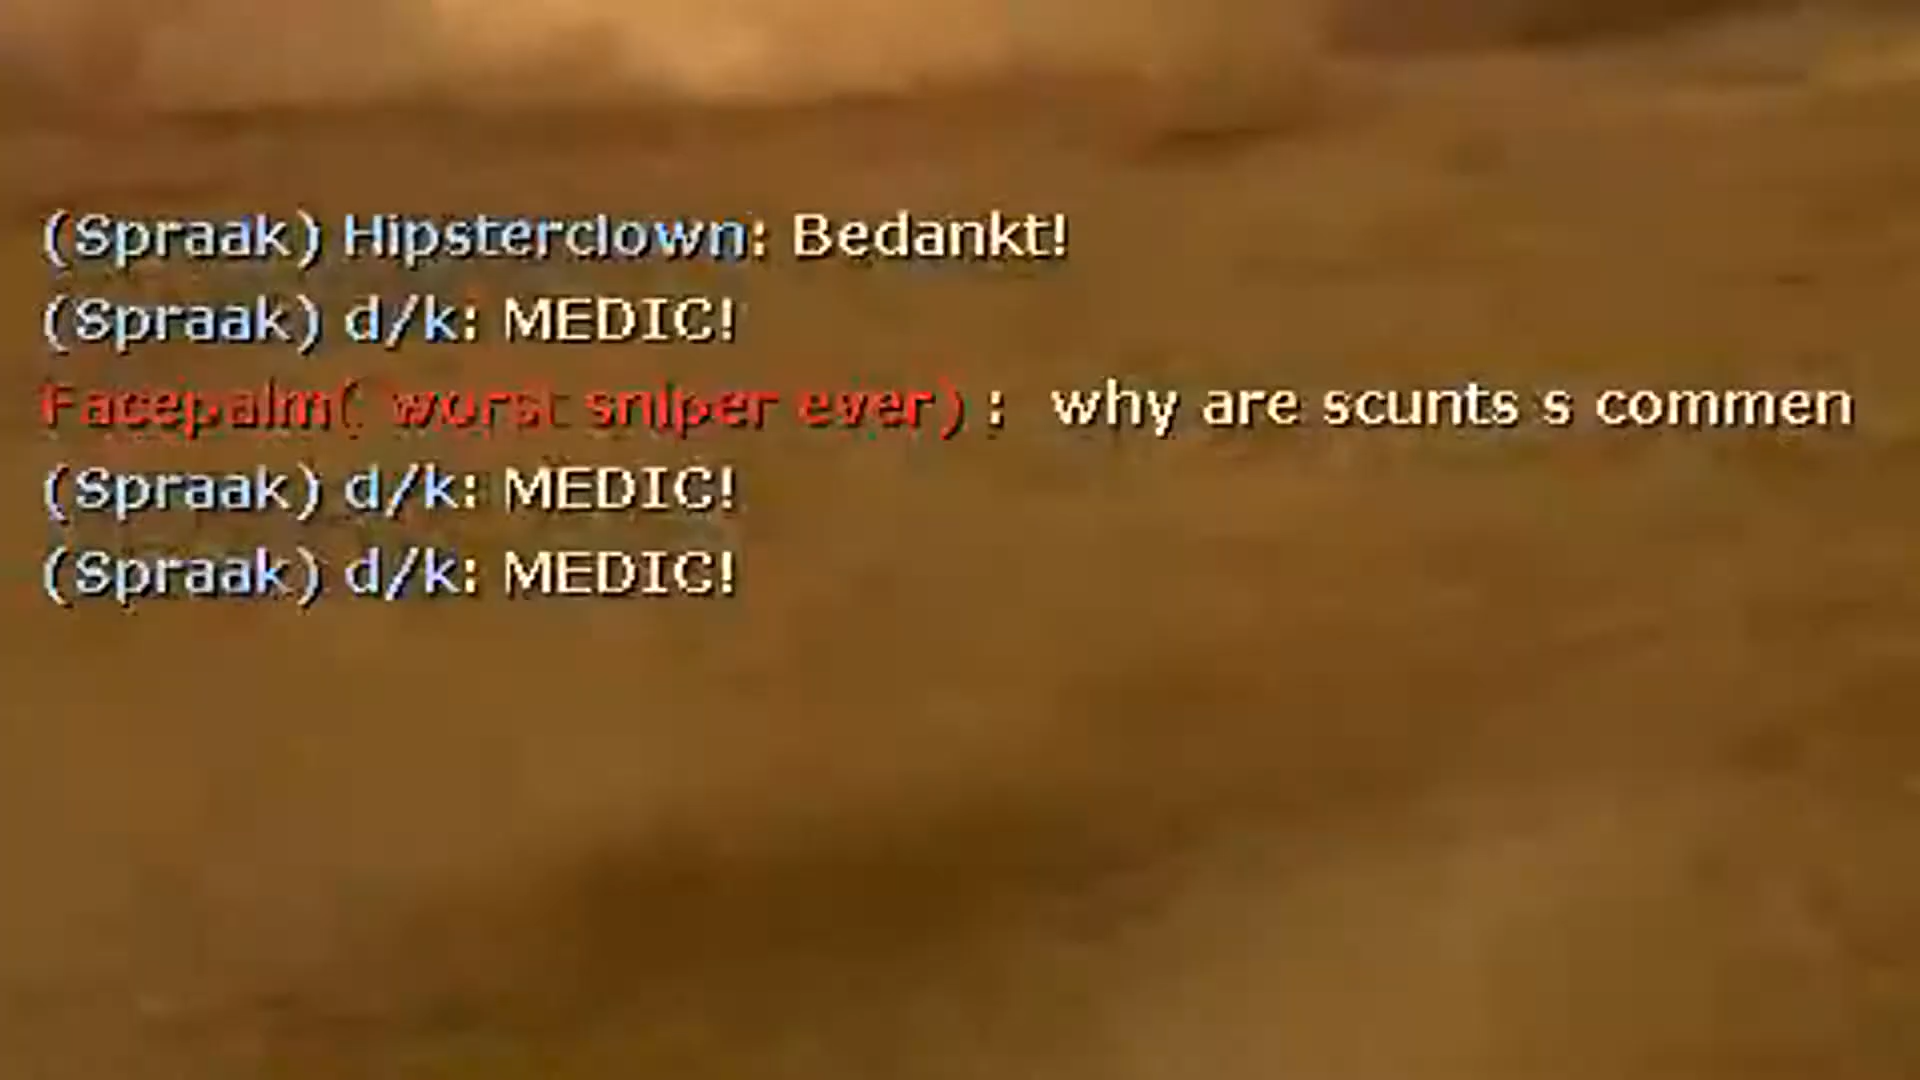 (Spraak) Hipsterclown: Bedankt!
(Spraak) d/k: MEDIC!
Facepalm( worst sniper ever) :  why are scunts s commen
(Spraak) d/k: MEDIC!
(Spraak) d/k: MEDIC!